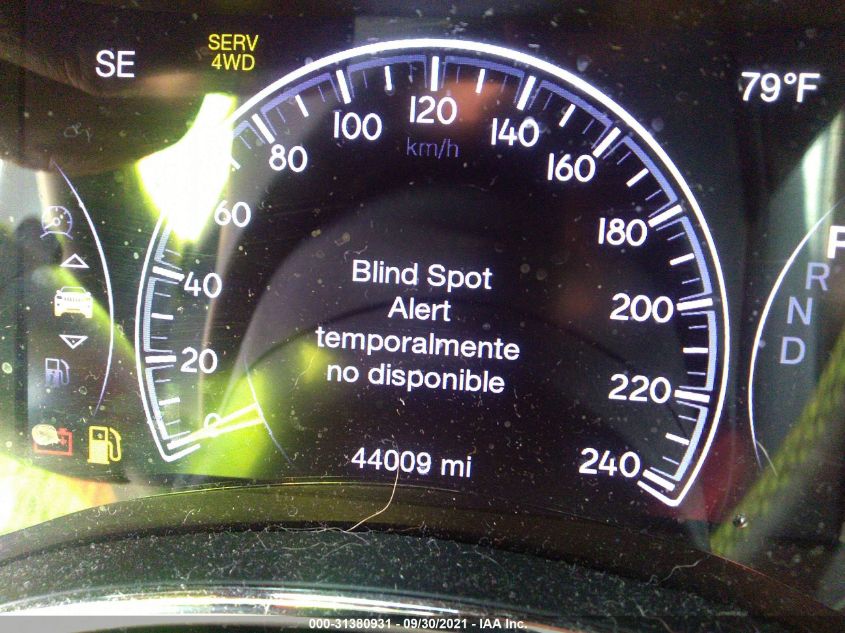 SE
SERV
4WD
79°F
0
20
40
60
80
100
120
140
160
180
200
220
240
km/h
Blind Spot
Alert
temporalmente
no disponible
44009 mi
P
R
N
D
000-31380931 - 09/30/2021 - IAA Inc.